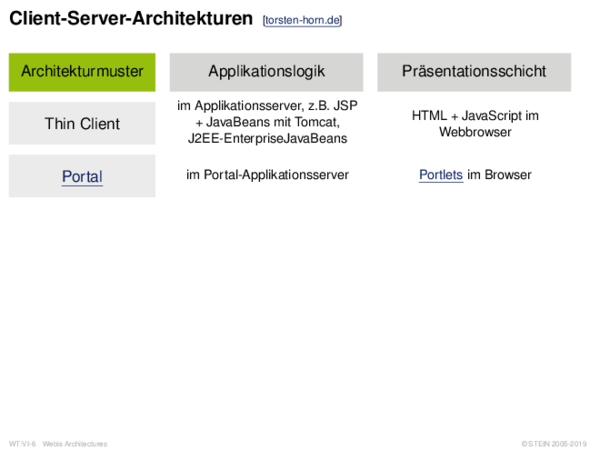 Client-Server-Architekturen [torsten-horn.de]
Architekturmuster
Applikationslogik
Präsentationsschicht
Thin Client
im Applikationsserver, z.B. JSP
+ JavaBeans mit Tomcat,
J2EE-EnterpriseJavaBeans
HTML + JavaScript im
Webbrowser
Portal
im Portal-Applikationsserver
Portlets im Browser
WT:VI-6 Webis Architectures
© STEIN 2005-2019